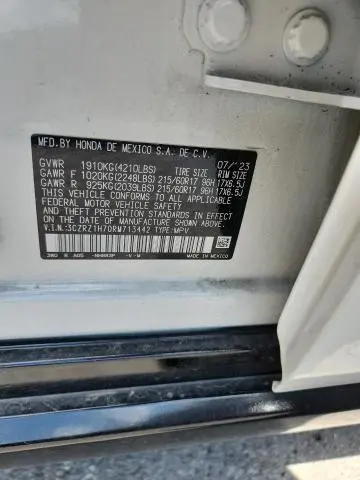 MFD.BY HONDA DE MEXICO S.A. DE C.V. 07/'23
GVWR 1910KG(4210LBS) TIRE SIZE RIM SIZE
GAWR F 1020KG(2248LBS) 215/60R17 96H 17X6.5J
GAWR R 925KG(2039LBS) 215/60R17 96H 17X6.5J
THIS VEHICLE CONFORMS TO ALL APPLICABLE
FEDERAL MOTOR VEHICLE SAFETY STANDARDS IN
EFFECT ON THE DATE OF MANUFACTURE SHOWN ABOVE.
V.I.N.:3CZRZ1H70RM713442 TYPE:MPV
3W0 B A05 -NH883P -V -M MADE IN MEXICO